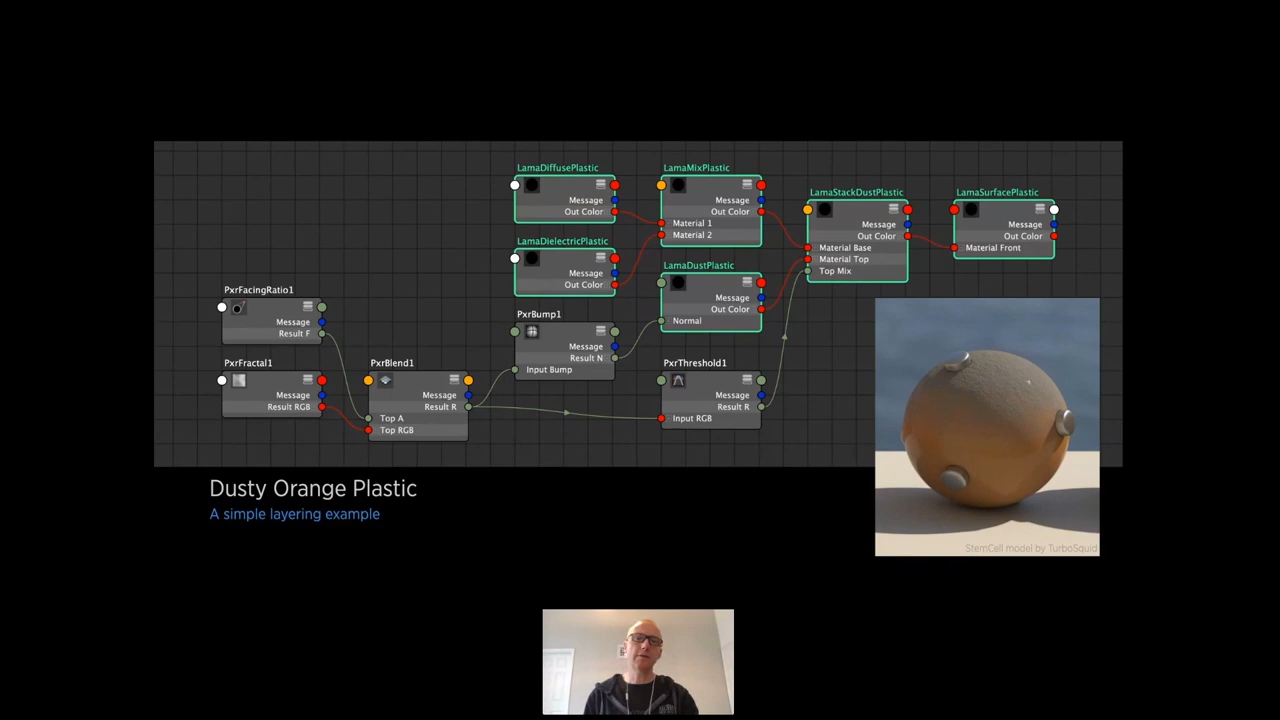 LamaDiffusePlastic
Message
Out Color
LamaMixPlastic
Message
Out Color
Material 1
Material 2
LamaStackDustPlastic
Message
Out Color
Material Base
Material Top
Top Mix
LamaSurfacePlastic
Message
Out Color
Material Front
LamaDielectricPlastic
Message
Out Color
LamaDustPlastic
Message
Out Color
Normal
PxrFacingRatio1
Message
Result F
PxrBump1
Message
Result N
Input Bump
PxrFractal1
Message
Result RGB
PxrBlend1
Message
Result R
Top A
Top RGB
PxrThreshold1
Message
Result R
Input RGB
Dusty Orange Plastic
A simple layering example
StemCell model by TurboSquid